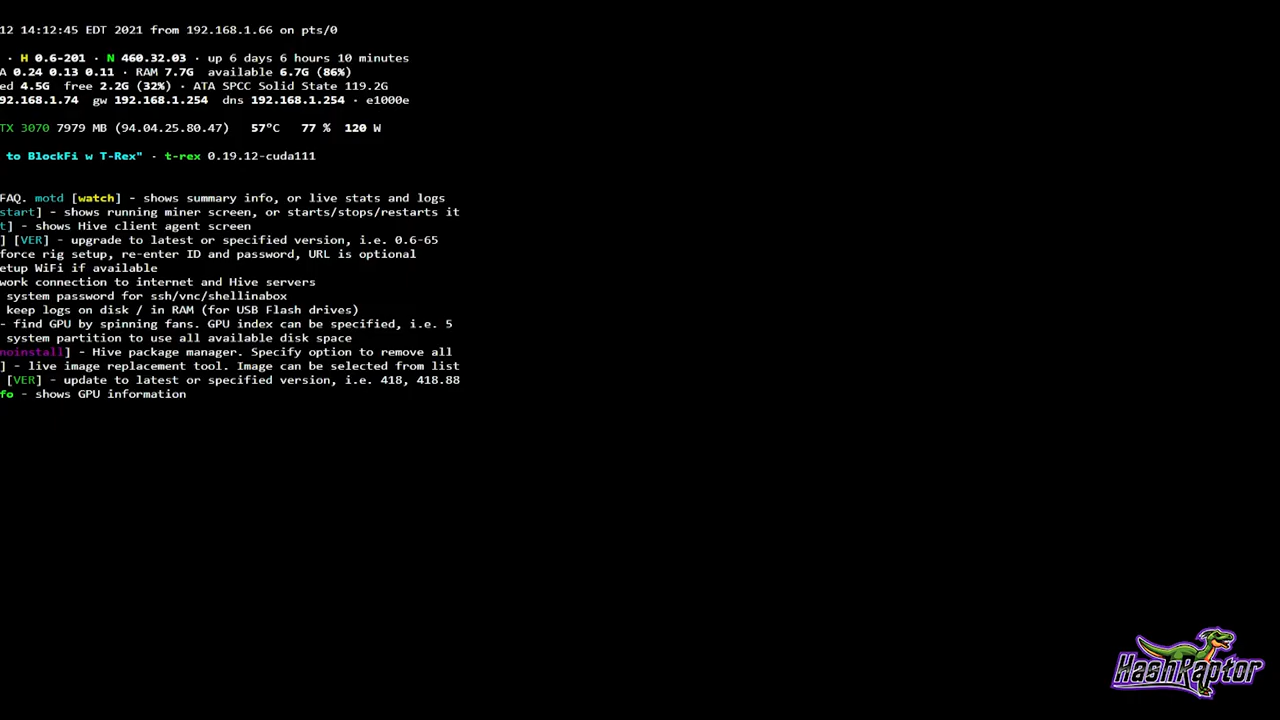 12 14:12:45 EDT 2021 from 192.168.1.66 on pts/0
· H 0.6-201 · N 460.32.03 · up 6 days 6 hours 10 minutes
A 0.24 0.13 0.11 · RAM 7.7G  available 6.7G (86%)
ed 4.5G  free 2.2G (32%) · ATA SPCC Solid State 119.2G
92.168.1.74  gw 192.168.1.254  dns 192.168.1.254 · e1000e
TX 3070 7979 MB (94.04.25.80.47)   57°C   77 %  120 W
to BlockFi w T-Rex" · t-rex 0.19.12-cuda111
FAQ. motd [watch] - shows summary info, or live stats and logs
start] - shows running miner screen, or starts/stops/restarts it
t] - shows Hive client agent screen
] [VER] - upgrade to latest or specified version, i.e. 0.6-65
force rig setup, re-enter ID and password, URL is optional
etup WiFi if available
work connection to internet and Hive servers
system password for ssh/vnc/shellinabox
keep logs on disk / in RAM (for USB Flash drives)
- find GPU by spinning fans. GPU index can be specified, i.e. 5
system partition to use all available disk space
noinstall] - Hive package manager. Specify option to remove all
] - live image replacement tool. Image can be selected from list
[VER] - update to latest or specified version, i.e. 418, 418.88
fo - shows GPU information
HashRaptor